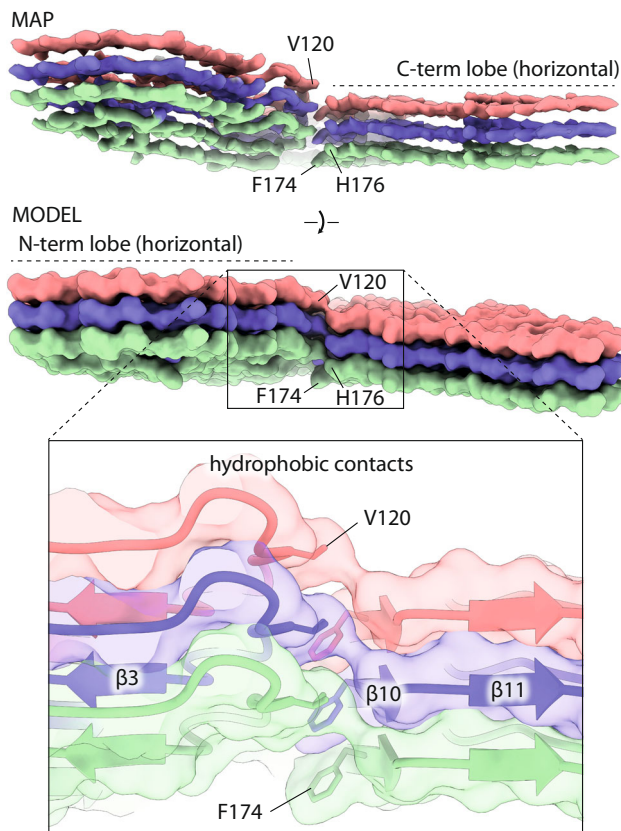 MAP
V120
C-term lobe (horizontal)
F174
H176
MODEL
N-term lobe (horizontal)
V120
F174
H176
hydrophobic contacts
V120
β3
β10
β11
F174